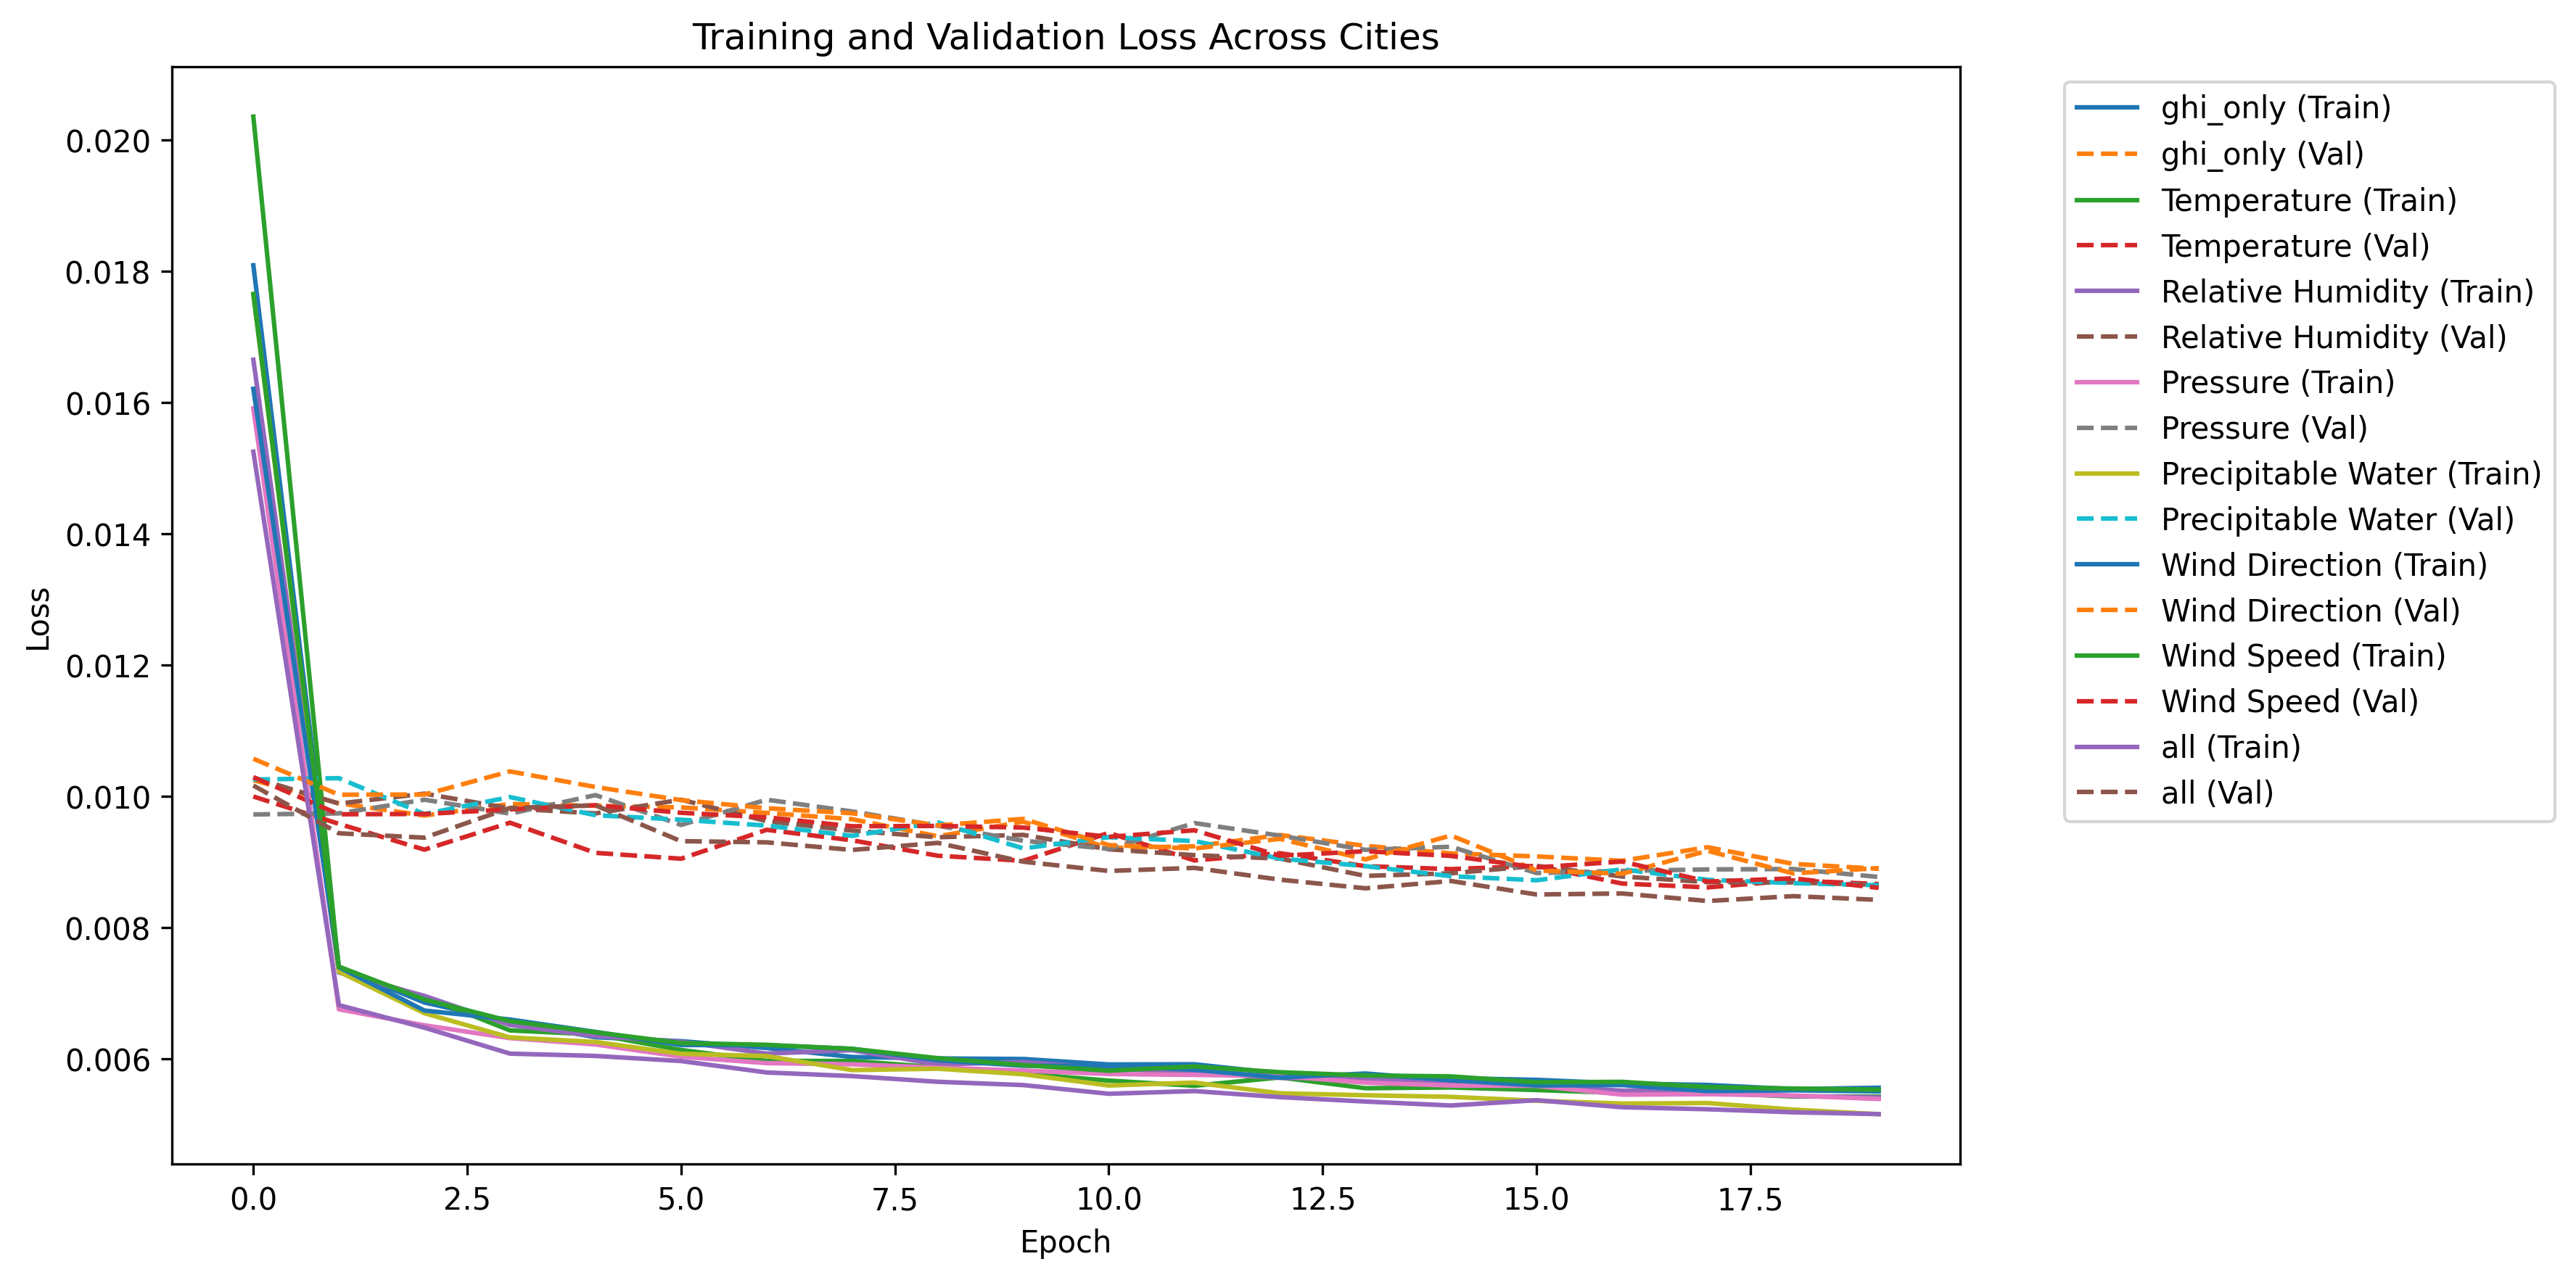 Training and Validation Loss Across Cities
0.020
0.018
0.016
0.014
0.012
0.010
0.008
0.006
Loss
0.0
2.5
5.0
7.5
10.0
12.5
15.0
17.5
Epoch
ghi_only (Train)
ghi_only (Val)
Temperature (Train)
Temperature (Val)
Relative Humidity (Train)
Relative Humidity (Val)
Pressure (Train)
Pressure (Val)
Precipitable Water (Train)
Precipitable Water (Val)
Wind Direction (Train)
Wind Direction (Val)
Wind Speed (Train)
Wind Speed (Val)
all (Train)
all (Val)